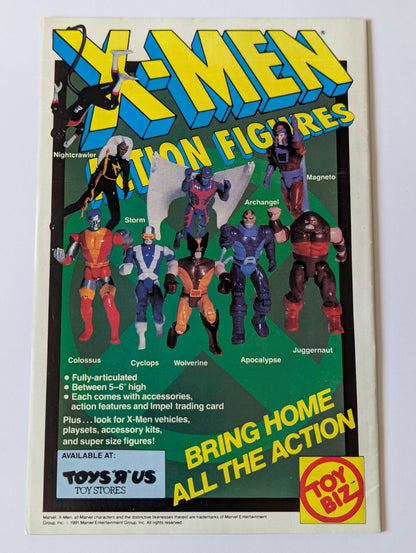 X-MEN
ACTION FIGURES
Nightcrawler
Magneto
Storm
Archangel
Colossus
Cyclops
Wolverine
Apocalypse
Juggernaut
• Fully-articulated
• Between 5–6" high
• Each comes with accessories,
action features and Impel trading card
Plus... look for X-Men vehicles,
playsets, accessory kits,
and super size figures!
BRING HOME
ALL THE ACTION
AVAILABLE AT:
TOYS "R" US
TOY STORES
TOY
BIZ
Marvel, X-Men, all Marvel characters and the distinctive likenesses thereof are trademarks of Marvel Entertainment
Group, Inc. © 1991 Marvel Entertainment Group, Inc. All rights reserved.